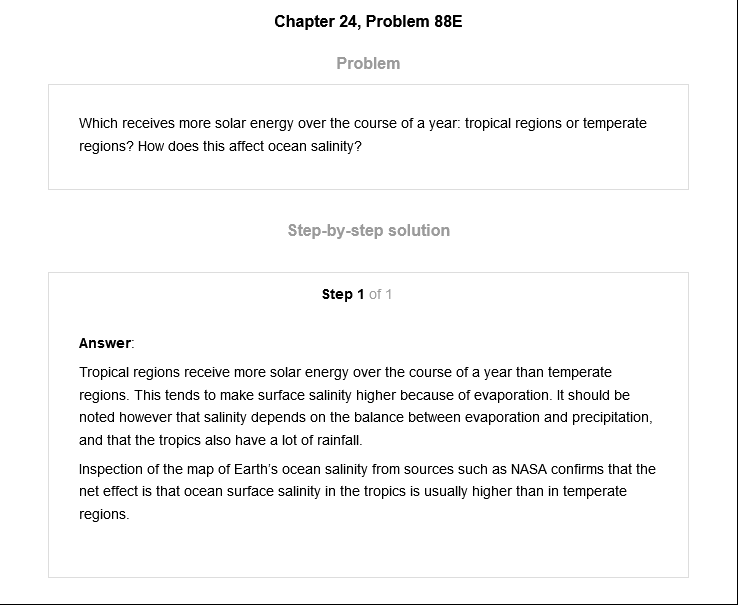 Chapter 24, Problem 88E
Problem
Which receives more solar energy over the course of a year: tropical regions or temperate
regions? How does this affect ocean salinity?
Step-by-step solution
Step 1 of 1
Answer:
Tropical regions receive more solar energy over the course of a year than temperate
regions. This tends to make surface salinity higher because of evaporation. It should be
noted however that salinity depends on the balance between evaporation and precipitation,
and that the tropics also have a lot of rainfall.
Inspection of the map of Earth's ocean salinity from sources such as NASA confirms that the
net effect is that ocean surface salinity in the tropics is usually higher than in temperate
regions.